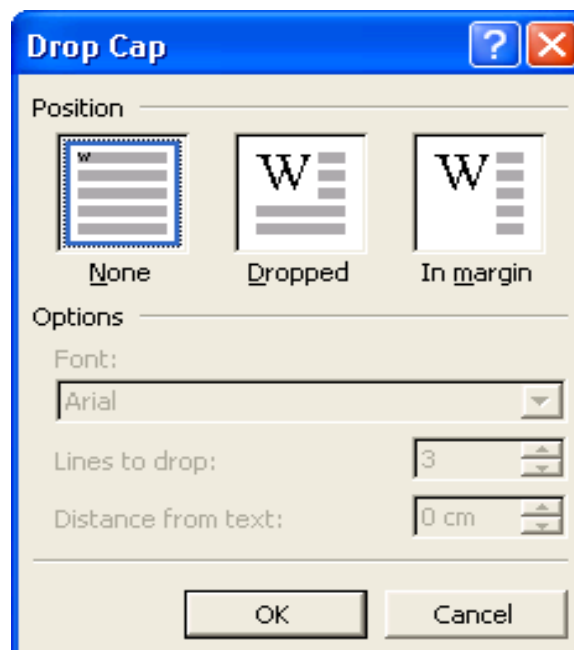 Drop Cap
Position
W W W
None Dropped In margin
Options
Font:
Arial
Lines to drop: 3
Distance from text: 0 cm
OK Cancel